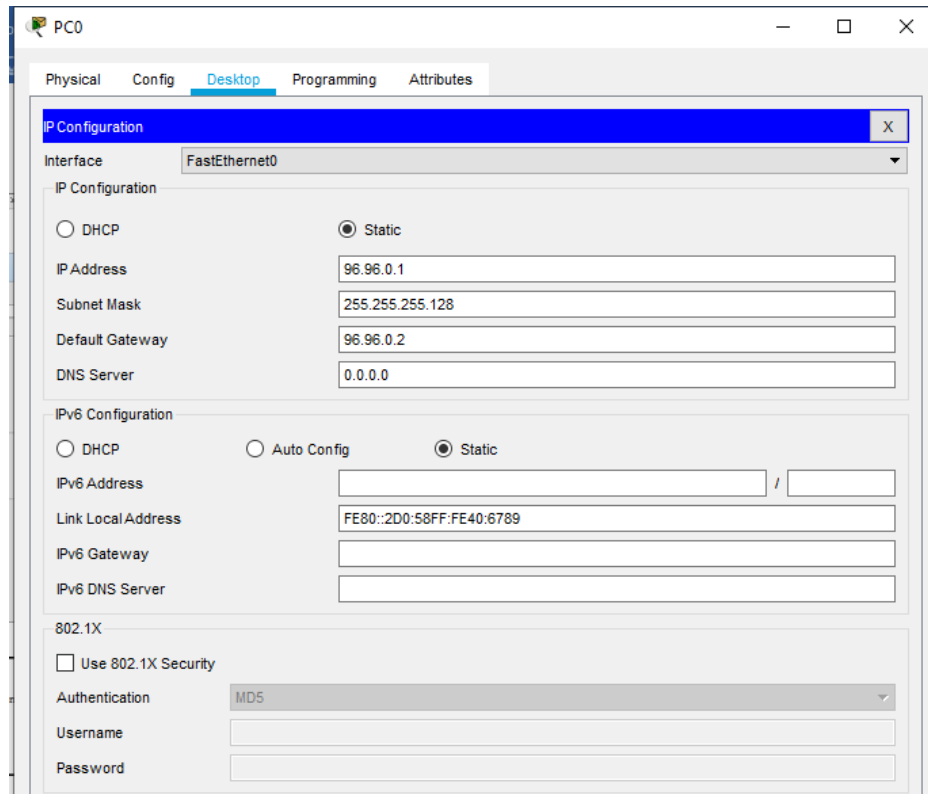 PC0
Physical Config Desktop Programming Attributes
IP Configuration X
Interface FastEthernet0
IP Configuration
DHCP Static
IP Address 96.96.0.1
Subnet Mask 255.255.255.128
Default Gateway 96.96.0.2
DNS Server 0.0.0.0
IPv6 Configuration
DHCP Auto Config Static
IPv6 Address /
Link Local Address FE80::2D0:58FF:FE40:6789
IPv6 Gateway
IPv6 DNS Server
802.1X
Use 802.1X Security
Authentication MD5
Username
Password